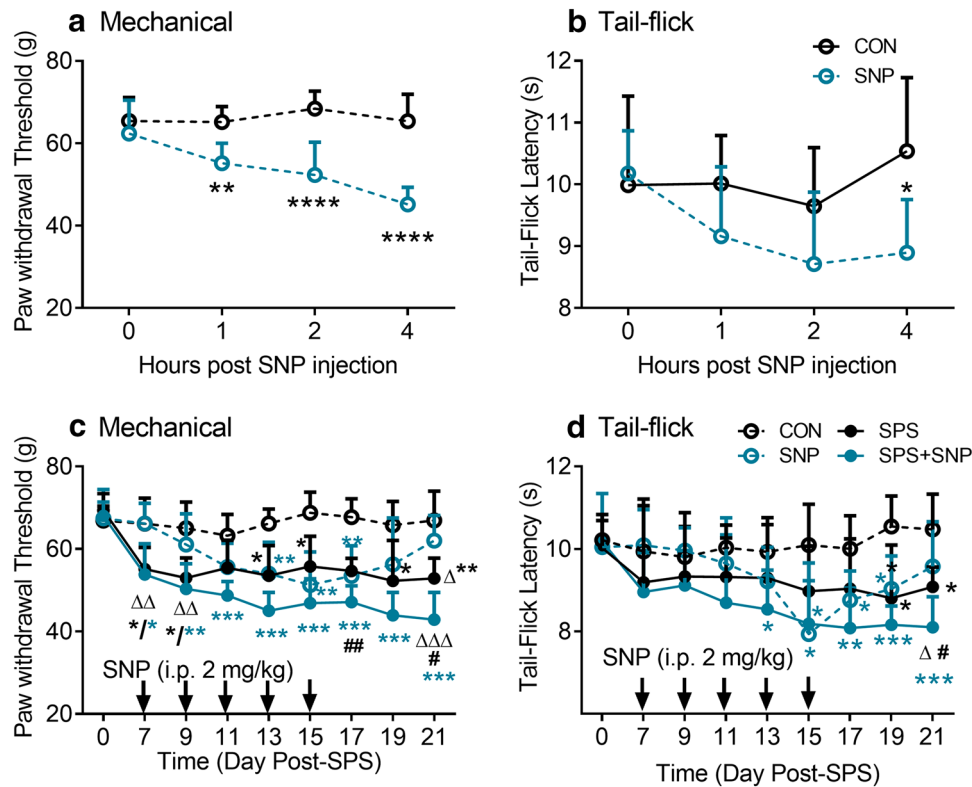 a Mechanical
Paw withdrawal Threshold (g)
80
60
40
20
**
****
****
0 1 2 4
Hours post SNP injection
b Tail-flick
CON
SNP
Tail-Flick Latency (s)
12
11
10
9
8
*
0 1 2 4
Hours post SNP injection
c Mechanical
Paw withdrawal Threshold (g)
80
60
40
20
* ** * ** ** *
Δ**
ΔΔ ΔΔ
*/* */** *** *** *** *** *** ΔΔΔ
## #
***
SNP (i.p. 2 mg/kg)
0 7 9 11 13 15 17 19 21
Time (Day Post-SPS)
d Tail-flick
CON SPS
SNP SPS+SNP
Tail-Flick Latency (s)
12
10
8
* * * * * *
* * ** *** Δ #
***
SNP (i.p. 2 mg/kg)
0 7 9 11 13 15 17 19 21
Time (Day Post-SPS)